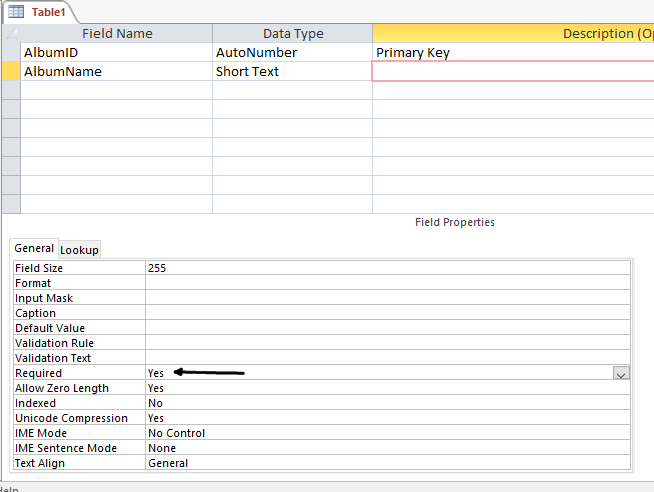 Table1
Field Name Data Type Description (Op
AlbumID AutoNumber Primary Key
AlbumName Short Text
Field Properties
General Lookup
Field Size 255
Format
Input Mask
Caption
Default Value
Validation Rule
Validation Text
Required Yes
Allow Zero Length Yes
Indexed No
Unicode Compression Yes
IME Mode No Control
IME Sentence Mode None
Text Align General
Help